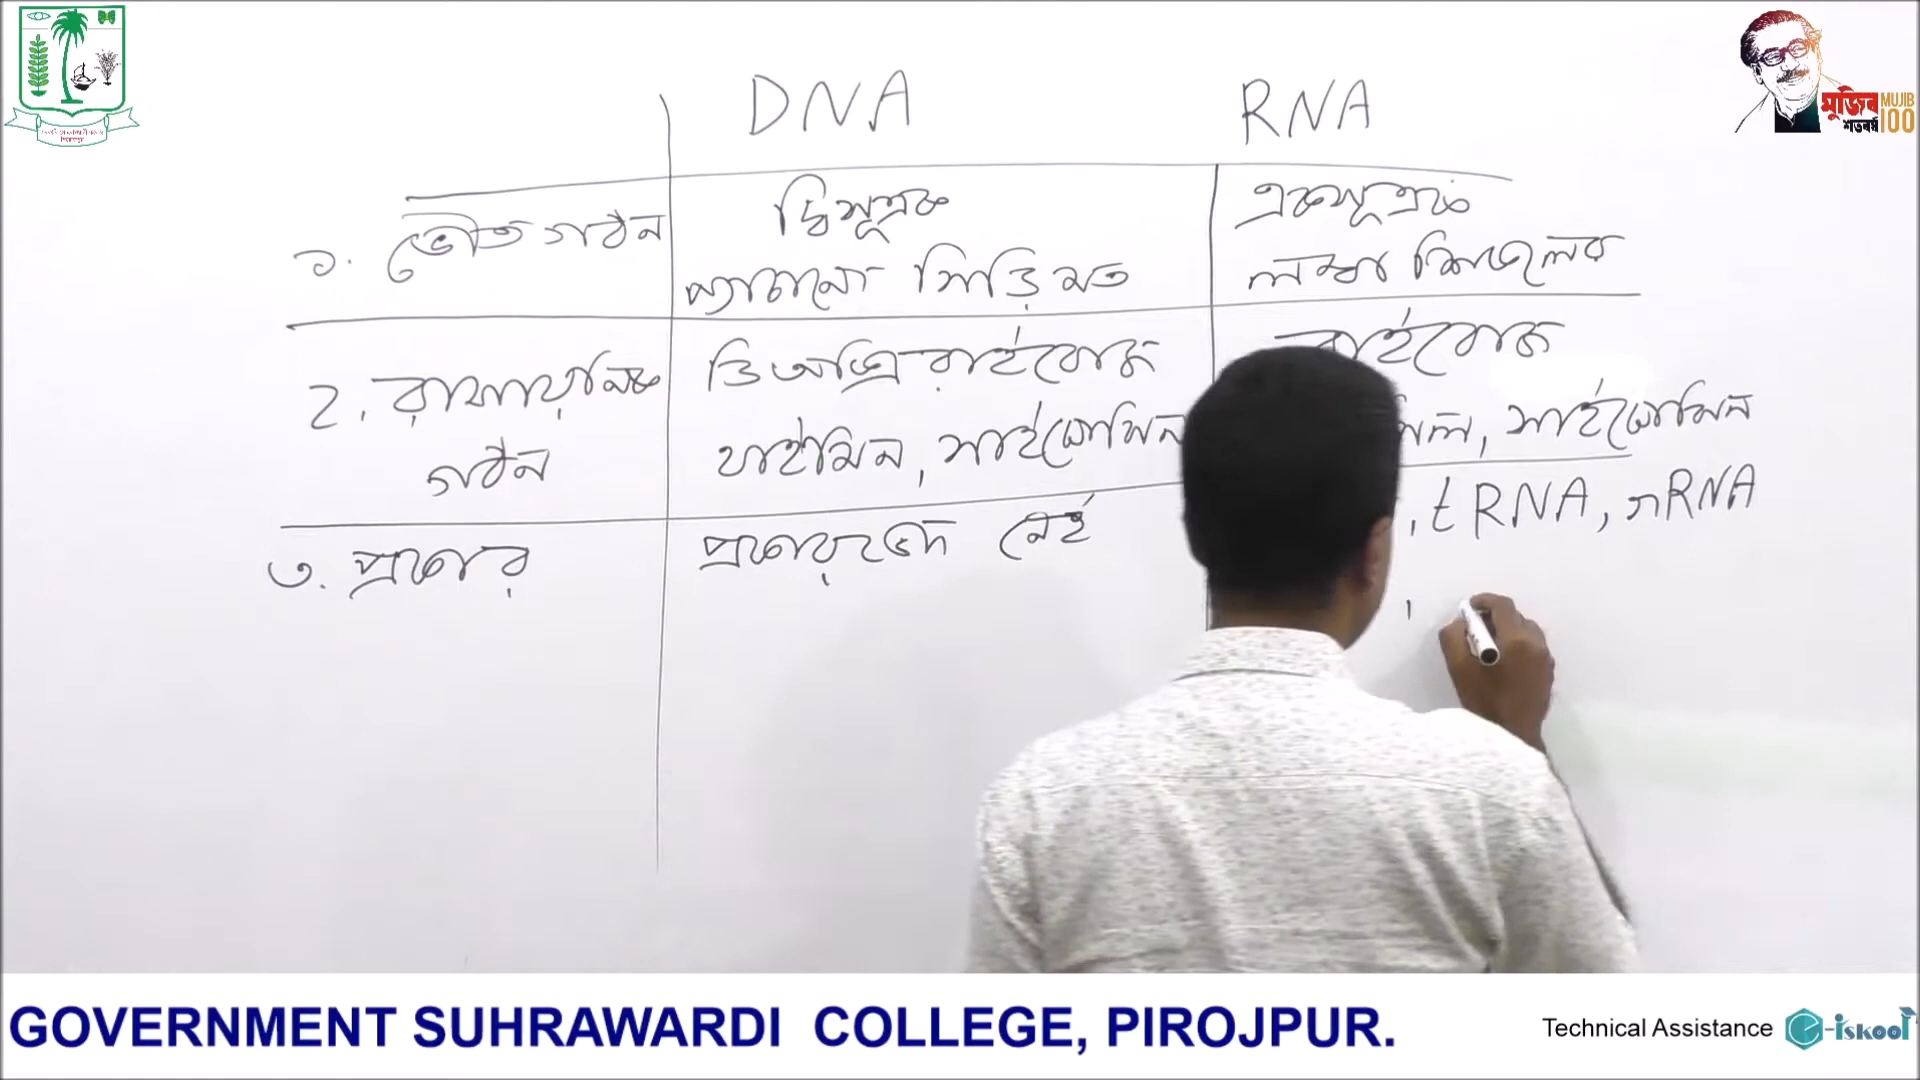 DNA RNA
১. ভৌত গঠন
দ্বিসূত্রক
প্যাচানো সিঁড়ি মত
একসূত্রক
লম্বা শিকলের
২. রাসায়নিক
গঠন
ডিঅক্সিরাইবোজ
থাইমিন, সাইটোসিন
রাইবোজ
সিল, সাইটোসিন
৩. প্রকার
প্রকারভেদ নেই
, tRNA, rRNA
,
মুজিব
শতবর্ষ
MUJIB
100
GOVERNMENT SUHRAWARDI COLLEGE, PIROJPUR.
Technical Assistance e-iskool